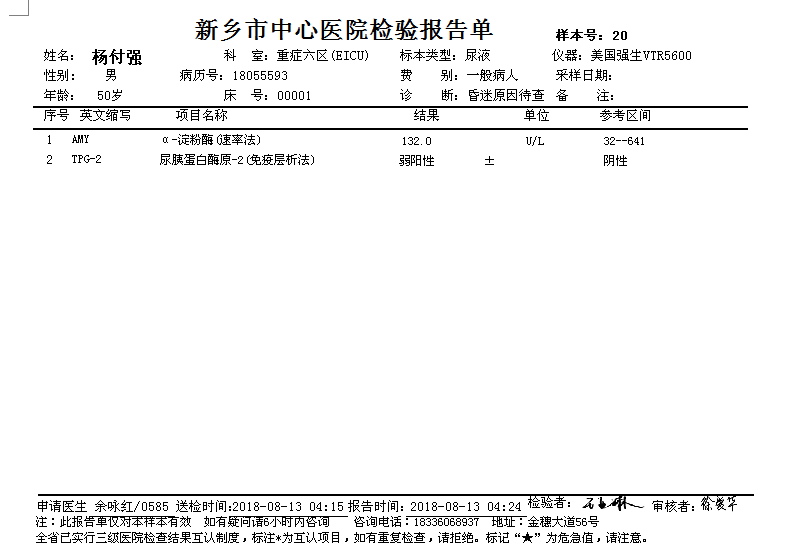 新乡市中心医院检验报告单 样本号：20
姓名： 杨付强 科 室：重症六区(EICU) 标本类型：尿液 仪器：美国强生VTR5600
性别： 男 病历号：18055593 费 别：一般病人 采样日期：
年龄： 50岁 床 号：00001 诊 断：昏迷原因待查 备 注：
序号 英文缩写 项目名称 结果 单位 参考区间
1 AMY α-淀粉酶(速率法) 132.0 U/L 32--641
2 TPG-2 尿胰蛋白酶原-2(免疫层析法) 弱阳性 ± 阴性
申请医生 余咏红/0585 送检时间:2018-08-13 04:15 报告时间: 2018-08-13 04:24 检验者： 审核者：
注：此报告单仅对本样本有效 如有疑问请6小时内咨询 咨询电话：18336068937 地址：金穗大道56号
全省已实行三级医院检查结果互认制度，标注*为互认项目，如有重复检查，请拒绝。标记“★”为危急值，请注意。